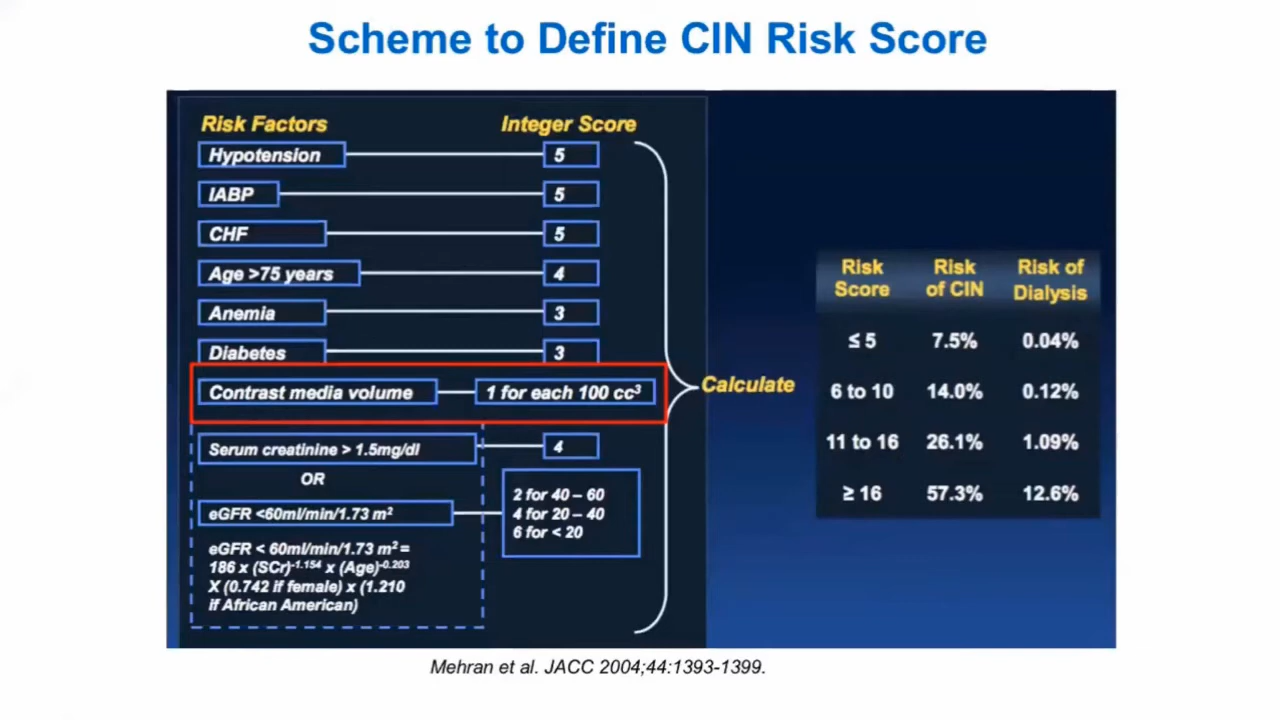 Scheme to Define CIN Risk Score
Risk Factors Integer Score
Hypotension 5
IABP 5
CHF 5
Age >75 years 4
Anemia 3
Diabetes 3
Contrast media volume 1 for each 100 cc³
Serum creatinine > 1.5mg/dl 4
OR
eGFR <60ml/min/1.73 m²
2 for 40 – 60
4 for 20 – 40
6 for < 20
eGFR < 60ml/min/1.73 m² =
186 x (SCr)⁻¹·¹⁵⁴ x (Age)⁻⁰·²⁰³
X (0.742 if female) x (1.210
if African American)
Calculate
Risk Score Risk of CIN Risk of Dialysis
≤ 5 7.5% 0.04%
6 to 10 14.0% 0.12%
11 to 16 26.1% 1.09%
≥ 16 57.3% 12.6%
Mehran et al. JACC 2004;44:1393-1399.